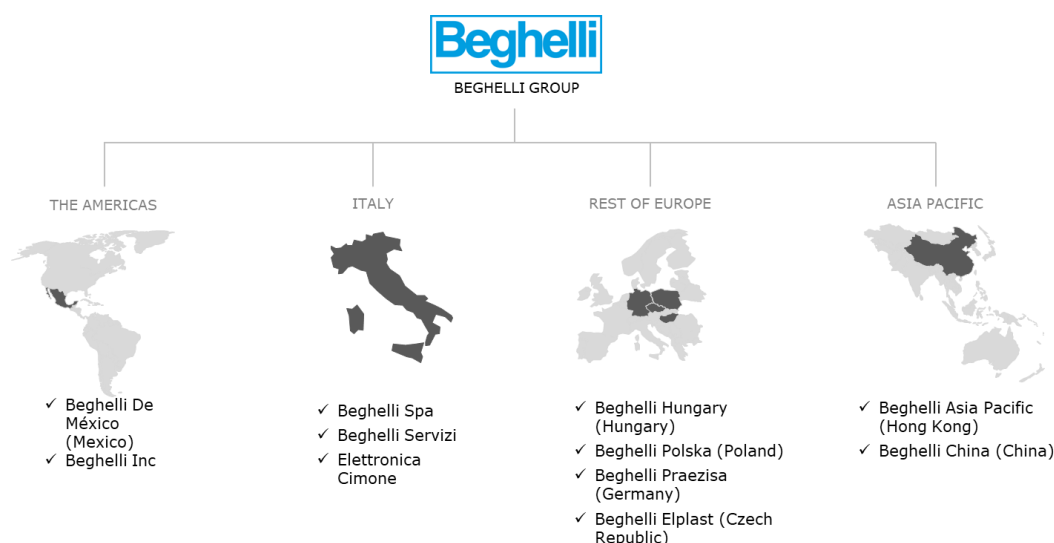 Beghelli
BEGHELLI GROUP
THE AMERICAS
ITALY
REST OF EUROPE
ASIA PACIFIC
✓ Beghelli De
México
(Mexico)
✓ Beghelli Inc
✓ Beghelli Spa
✓ Beghelli Servizi
✓ Elettronica
Cimone
✓ Beghelli Hungary
(Hungary)
✓ Beghelli Polska (Poland)
✓ Beghelli Praezisa
(Germany)
✓ Beghelli Elplast (Czech
Republic)
✓ Beghelli Asia Pacific
(Hong Kong)
✓ Beghelli China (China)